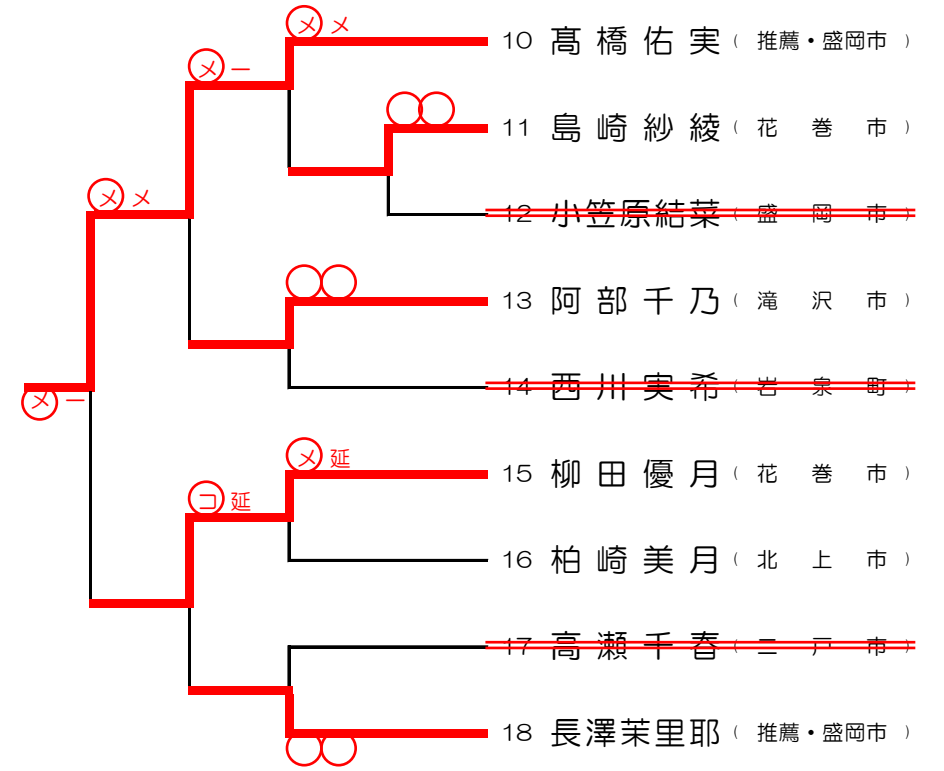 メ メ
10 髙橋佑実（推薦・盛岡市）
メ ー
11 島崎紗綾（花巻市）
メ メ
12 小笠原結菜（盛岡市）
13 阿部千乃（滝沢市）
14 西川実希（岩泉町）
メ ー
メ 延
15 柳田優月（花巻市）
コ 延
16 柏崎美月（北上市）
17 高瀬千春（二戸市）
18 長澤茉里耶（推薦・盛岡市）